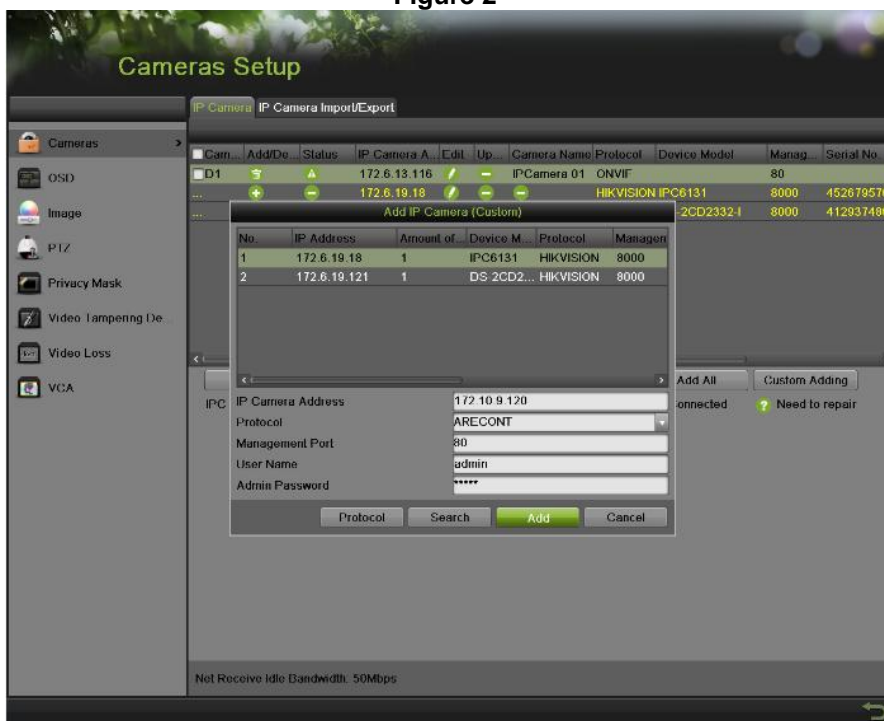 Figure 2
Cameras Setup
IP Camera IP Camera Import/Export
Cameras >
OSD
Image
PTZ
Privacy Mask
Video Tampering De...
Video Loss
VCA
Cam... Add/De... Status IP Camera A... Edit Up... Camera Name Protocol Device Model Manag... Serial No.
D1 172.6.13.116 IPCamera 01 ONVIF 80
... 172.6.19.18 HIKVISION IPC6131 8000 45267957
... -2CD2332-I 8000 41293748
Add IP Camera (Custom)
No. IP Address Amount of... Device M... Protocol Managem
1 172.6.19.18 1 IPC6131 HIKVISION 8000
2 172.6.19.121 1 DS 2CD2... HIKVISION 8000
Add All Custom Adding
IPC onnected Need to repair
IP Camera Address 172.10.9.120
Protocol ARECONT
Management Port 80
User Name admin
Admin Password *****
Protocol Search Add Cancel
Net Receive Idle Bandwidth: 50Mbps